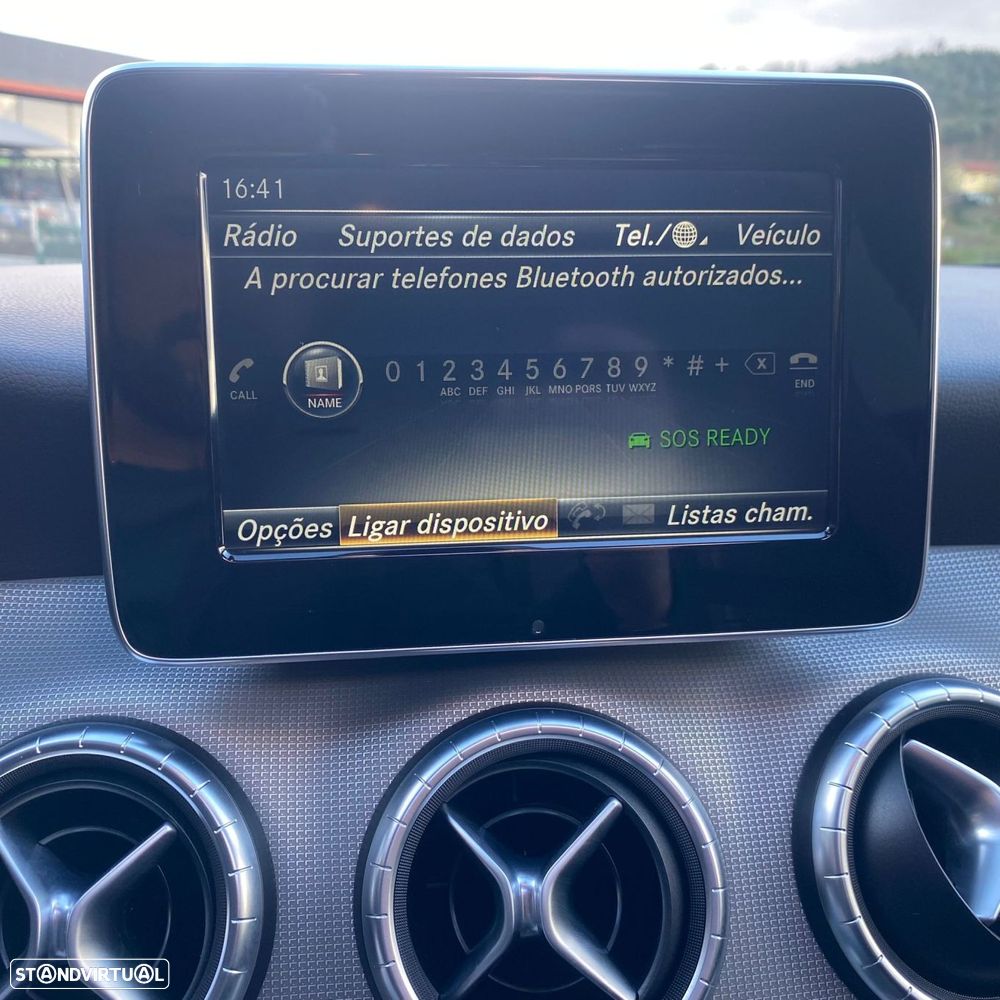 16:41
Rádio Suportes de dados Tel./ Veículo
A procurar telefones Bluetooth autorizados...
0 1 2 3 4 5 6 7 8 9 * # +
ABC DEF GHI JKL MNO PQRS TUV WXYZ
CALL NAME END
SOS READY
Opções Ligar dispositivo Listas cham.
STANDVIRTUAL